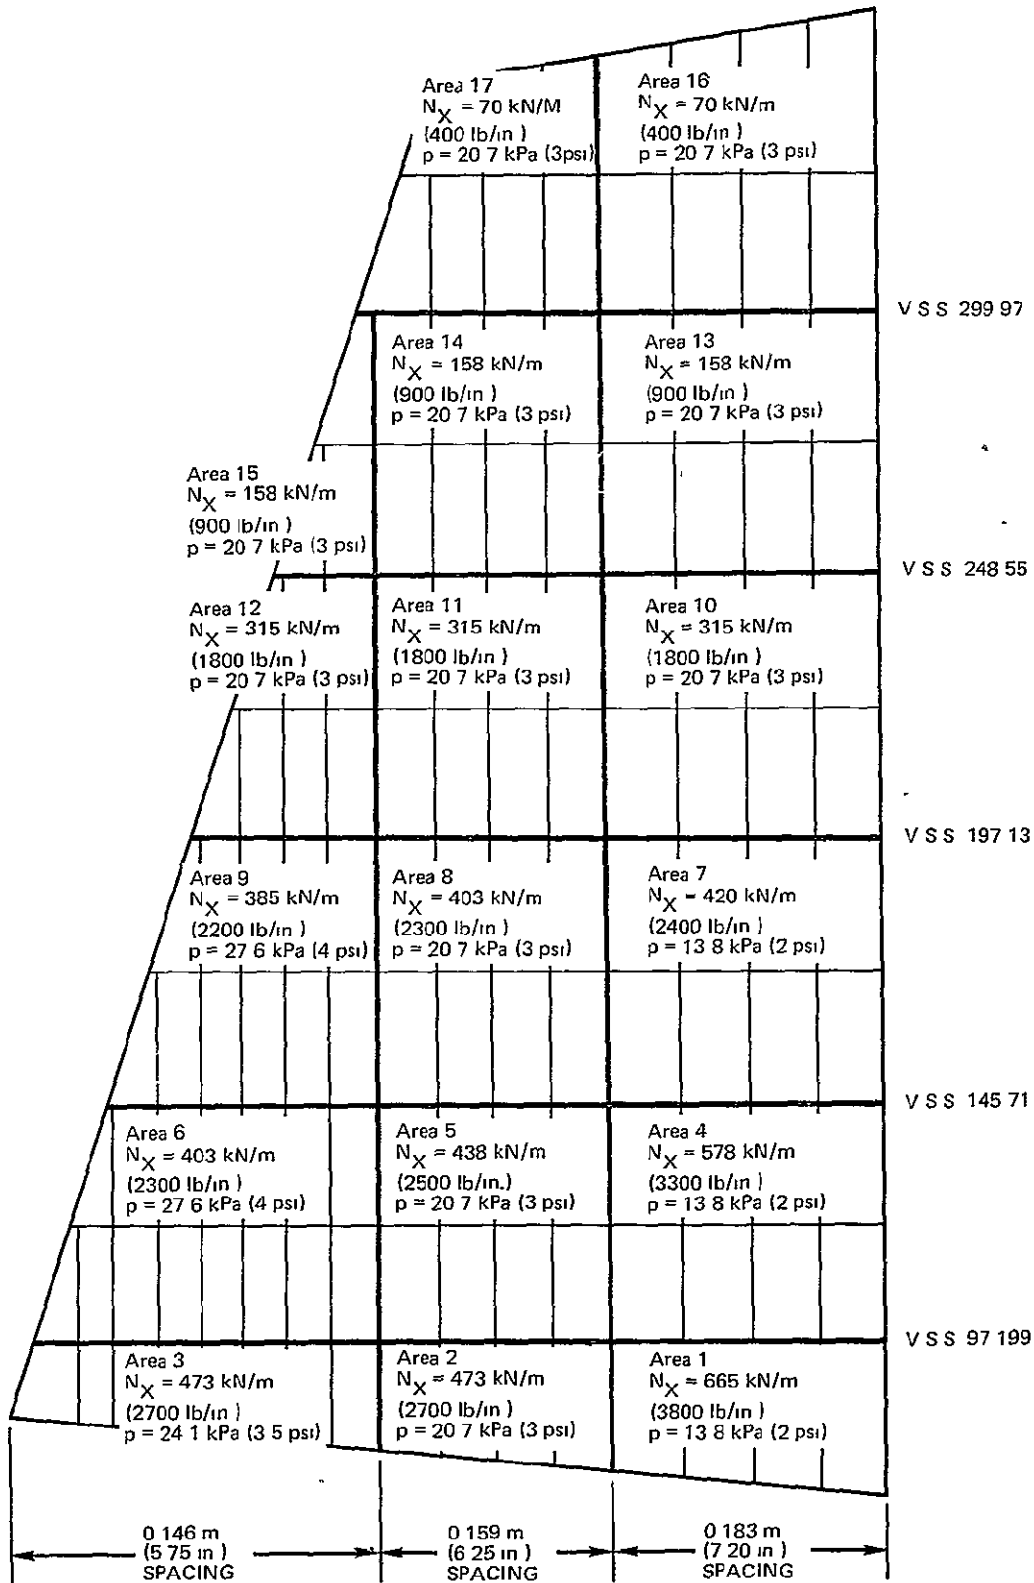 Area 17
NX = 70 kN/M
(400 lb/in )
p = 20 7 kPa (3psi)
Area 16
NX = 70 kN/m
(400 lb/in )
p = 20 7 kPa (3 psi)
V S S 299 97
Area 14
NX = 158 kN/m
(900 lb/in )
p = 20 7 kPa (3 psi)
Area 13
NX = 158 kN/m
(900 lb/in )
p = 20 7 kPa (3 psi)
Area 15
NX = 158 kN/m
(900 lb/in )
p = 20 7 kPa (3 psi)
V S S 248 55
Area 12
NX = 315 kN/m
(1800 lb/in )
p = 20 7 kPa (3 psi)
Area 11
NX = 315 kN/m
(1800 lb/in )
p = 20 7 kPa (3 psi)
Area 10
NX = 315 kN/m
(1800 lb/in )
p = 20 7 kPa (3 psi)
V S S 197 13
Area 9
NX = 385 kN/m
(2200 lb/in )
p = 27 6 kPa (4 psi)
Area 8
NX = 403 kN/m
(2300 lb/in )
p = 20 7 kPa (3 psi)
Area 7
NX = 420 kN/m
(2400 lb/in )
p = 13 8 kPa (2 psi)
V S S 145 71
Area 6
NX = 403 kN/m
(2300 lb/in )
p = 27 6 kPa (4 psi)
Area 5
NX = 438 kN/m
(2500 lb/in.)
p = 20 7 kPa (3 psi)
Area 4
NX = 578 kN/m
(3300 lb/in )
p = 13 8 kPa (2 psi)
V S S 97 199
Area 3
NX = 473 kN/m
(2700 lb/in )
p = 24 1 kPa (3 5 psi)
Area 2
NX = 473 kN/m
(2700 lb/in )
p = 20 7 kPa (3 psi)
Area 1
NX = 665 kN/m
(3800 lb/in )
p = 13 8 kPa (2 psi)
0 146 m
(5 75 in )
SPACING
0 159 m
(6 25 in )
SPACING
0 183 m
(7 20 in )
SPACING